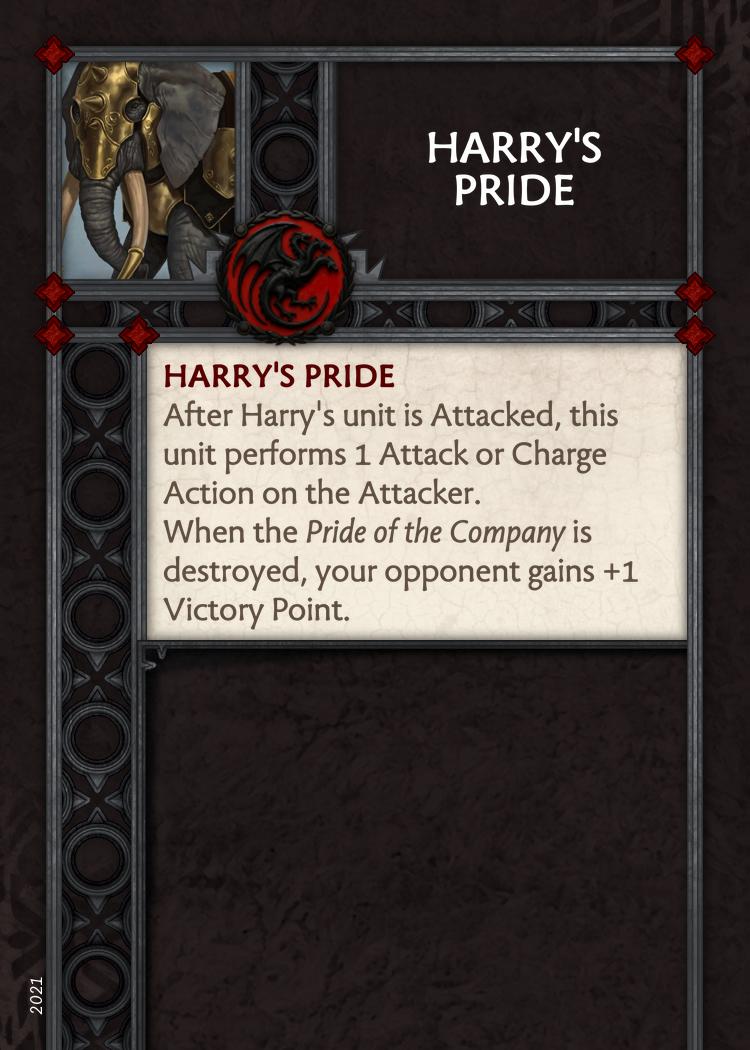 HARRY'S
PRIDE
HARRY'S PRIDE
After Harry's unit is Attacked, this
unit performs 1 Attack or Charge
Action on the Attacker.
When the Pride of the Company is
destroyed, your opponent gains +1
Victory Point.
2021